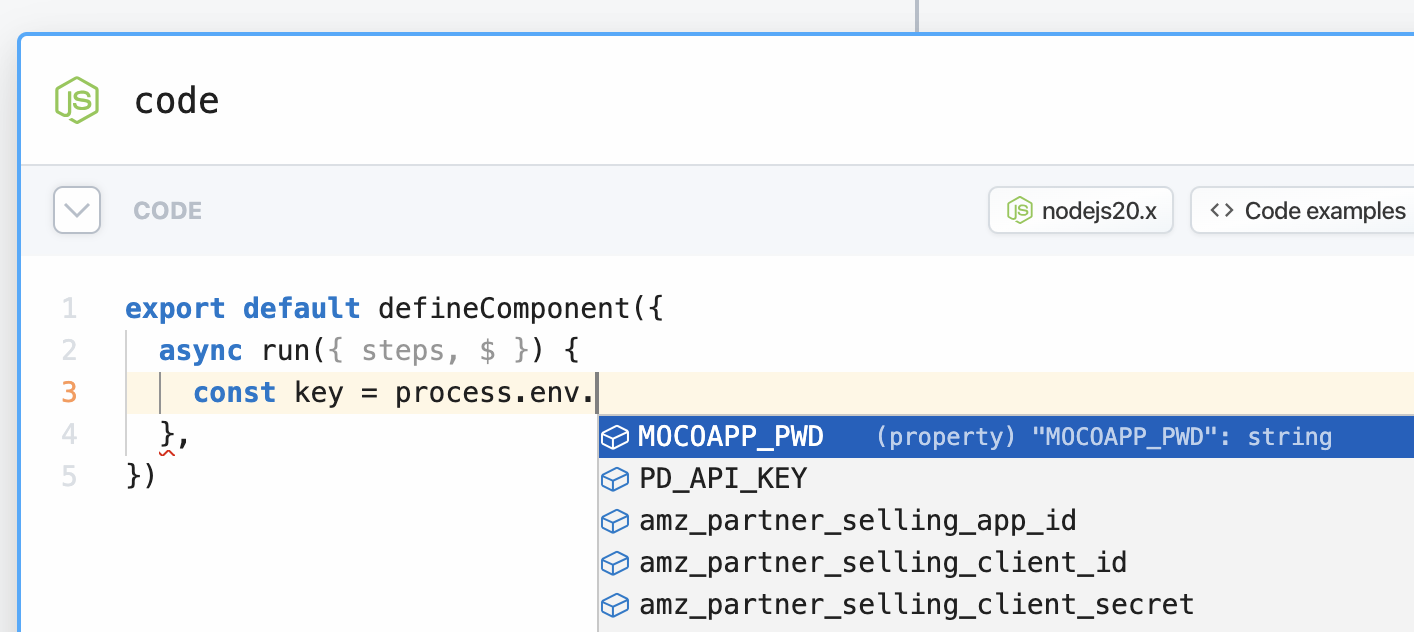 JS code
CODE JS nodejs20.x <> Code examples
1 export default defineComponent({
2 async run({ steps, $ }) {
3 const key = process.env.
MOCOAPP_PWD (property) "MOCOAPP_PWD": string
4 },
PD_API_KEY
5 })
amz_partner_selling_app_id
amz_partner_selling_client_id
amz_partner_selling_client_secret